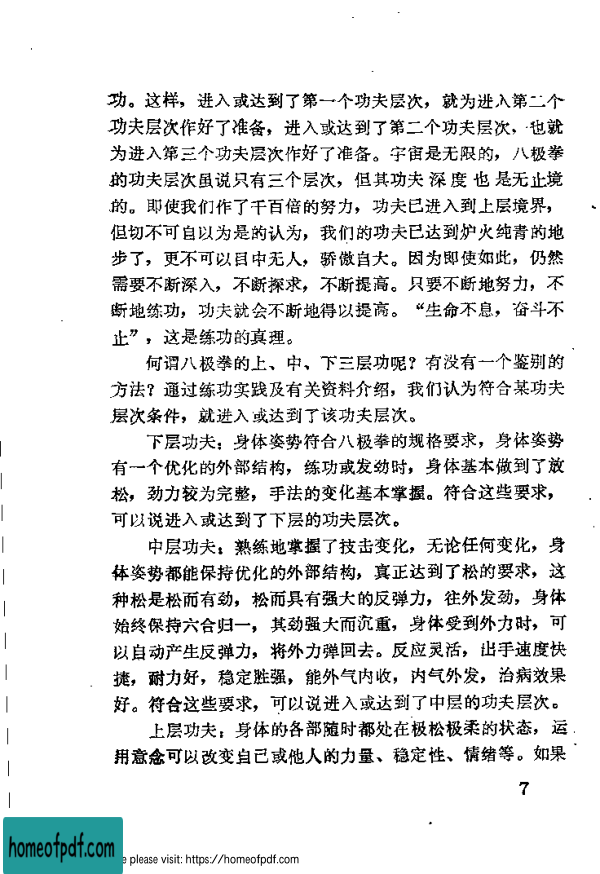 功。这样，进入或达到了第一个功夫层次，就为进入第二个
功夫层次作好了准备，进入或达到了第二个功夫层次，也就
为进入第三个功夫层次作好了准备。宇宙是无限的，八极拳
的功夫层次虽说只有三个层次，但其功夫深度也是无止境
的。即使我们作了千百倍的努力，功夫已进入到上层境界，
但切不可自以为是的认为，我们的功夫已达到炉火纯青的地
步了，更不可以目中无人，骄傲自大。因为即使如此，仍然
需要不断深入，不断探求，不断提高。只要不断地努力，不
断地练功，功夫就会不断地得以提高。“生命不息，奋斗不
止”，这是练功的真理。
何谓八极拳的上、中、下三层功呢？有没有一个鉴别的
方法？通过练功实践及有关资料介绍，我们认为符合某功夫
层次条件，就进入或达到了该功夫层次。
下层功夫：身体姿势符合八极拳的规格要求，身体姿势
有一个优化的外部结构，练功或发劲时，身体基本做到了放
松，劲力较为完整，手法的变化基本掌握。符合这些要求，
可以说进入或达到了下层的功夫层次。
中层功夫：熟练地掌握了技击变化，无论任何变化，身
体姿势都能保持优化的外部结构，真正达到了松的要求，这
种松是松而有劲，松而具有强大的反弹力，往外发劲，身体
始终保持六合归一，其劲强大而沉重，身体受到外力时，可
以自动产生反弹力，将外力弹回去。反应灵活，出手速度快
捷，耐力好，稳定胜强，能外气内收，内气外发，治病效果
好。符合这些要求，可以说进入或达到了中层的功夫层次。
上层功夫：身体的各部随时都处在极松极柔的状态，运
用意念可以改变自己或他人的力量、稳定性、情绪等。如果
7
homeofpdf.com
e please visit: https://homeofpdf.com